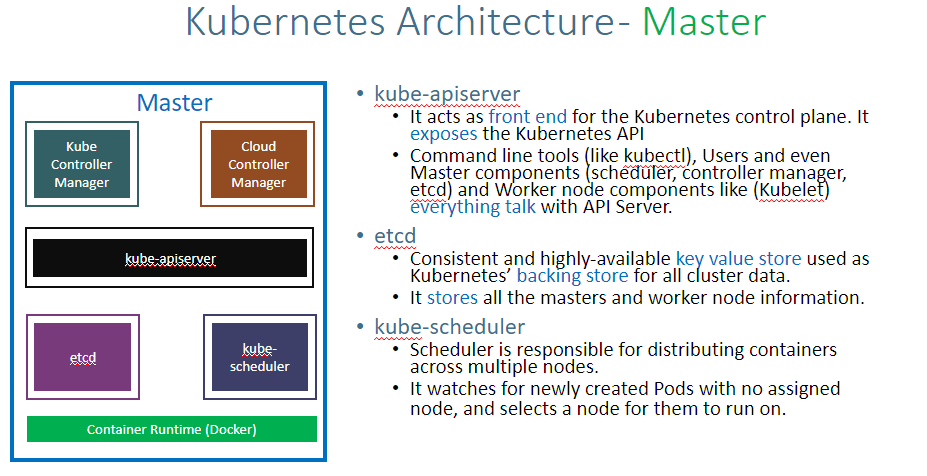 Kubernetes Architecture- Master
Master
Kube
Controller
Manager
Cloud
Controller
Manager
kube-apiserver
etcd
kube-
scheduler
Container Runtime (Docker)
• kube-apiserver
• It acts as front end for the Kubernetes control plane. It
exposes the Kubernetes API
• Command line tools (like kubectl), Users and even
Master components (scheduler, controller manager,
etcd) and Worker node components like (Kubelet)
everything talk with API Server.
• etcd
• Consistent and highly-available key value store used as
Kubernetes’ backing store for all cluster data.
• It stores all the masters and worker node information.
• kube-scheduler
• Scheduler is responsible for distributing containers
across multiple nodes.
• It watches for newly created Pods with no assigned
node, and selects a node for them to run on.